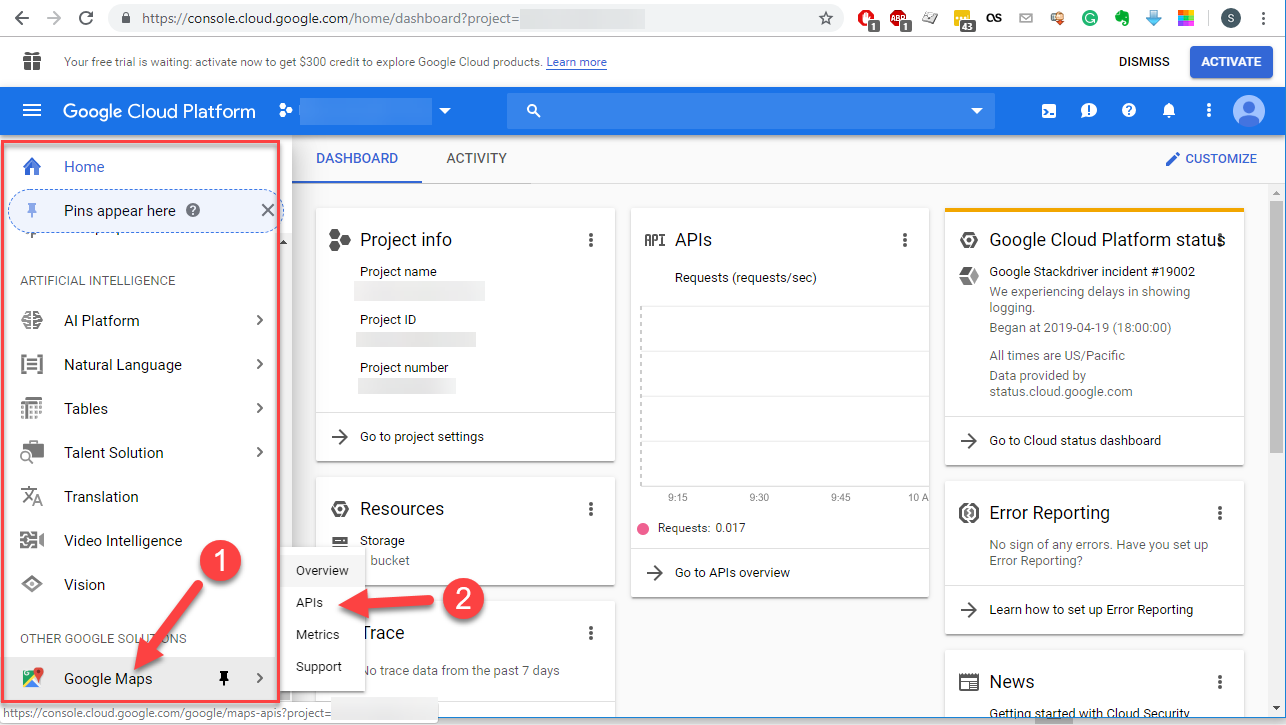 https://console.cloud.google.com/home/dashboard?project=
1
ABP
1
43
OS
G
S
Your free trial is waiting: activate now to get $300 credit to explore Google Cloud products. Learn more
DISMISS
ACTIVATE
Google Cloud Platform
Home
Pins appear here
ARTIFICIAL INTELLIGENCE
AI Platform
Natural Language
Tables
Talent Solution
Translation
Video Intelligence
Vision
OTHER GOOGLE SOLUTIONS
Google Maps
1
Overview
APIs
Metrics
Support
2
https://console.cloud.google.com/google/maps-apis?project=
DASHBOARD
ACTIVITY
CUSTOMIZE
Project info
Project name
Project ID
Project number
Go to project settings
Resources
Storage
bucket
Trace
No trace data from the past 7 days
API
APIs
Requests (requests/sec)
9:15
9:30
9:45
10 A
Requests: 0.017
Go to APIs overview
Google Cloud Platform status
Google Stackdriver incident #19002
We experiencing delays in showing
logging.
Began at 2019-04-19 (18:00:00)
All times are US/Pacific
Data provided by
status.cloud.google.com
Go to Cloud status dashboard
Error Reporting
No sign of any errors. Have you set up
Error Reporting?
Learn how to set up Error Reporting
News
Getting started with Cloud Security